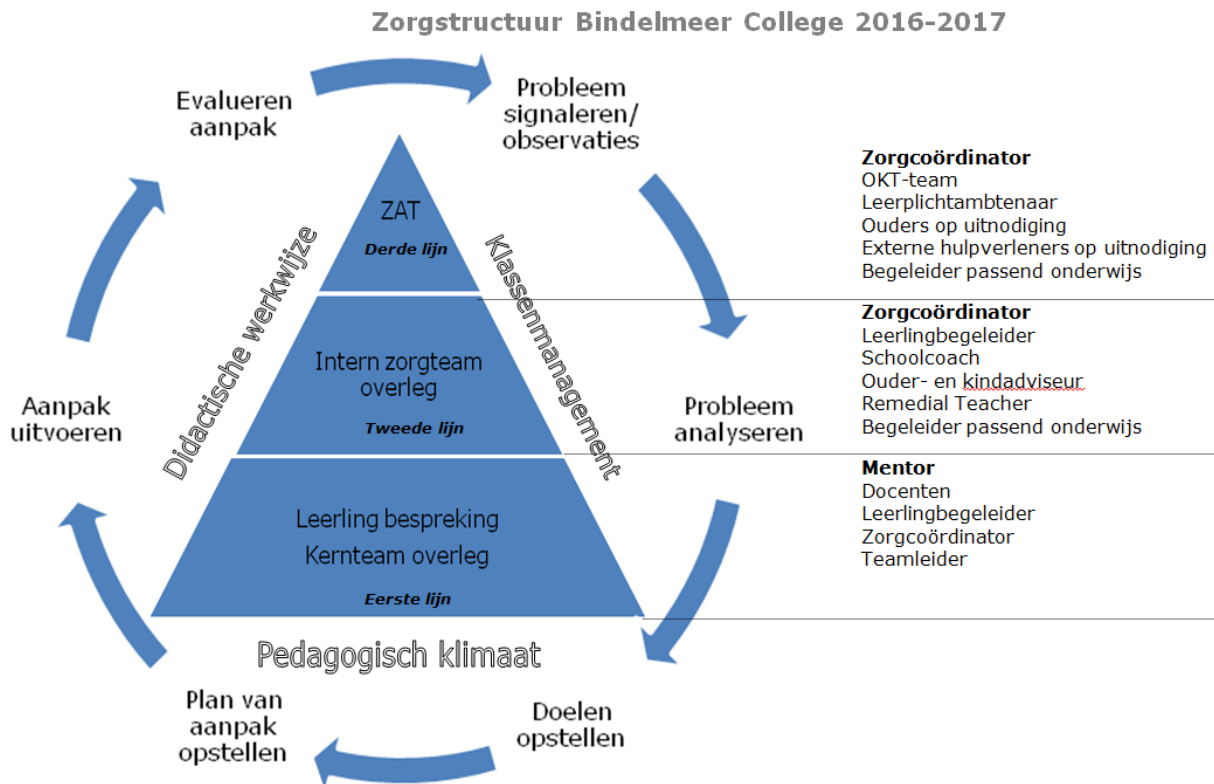 Zorgstructuur Bindelmeer College 2016-2017
Evalueren
aanpak
Probleem
signaleren/
observaties
Probleem
analyseren
Doelen
opstellen
Plan van
aanpak
opstellen
Aanpak
uitvoeren
Didactische werkwijze
Klassenmanagement
Pedagogisch klimaat
ZAT
Derde lijn
Intern zorgteam
overleg
Tweede lijn
Leerling bespreking
Kernteam overleg
Eerste lijn
Zorgcoördinator
OKT-team
Leerplichtambtenaar
Ouders op uitnodiging
Externe hulpverleners op uitnodiging
Begeleider passend onderwijs
Zorgcoördinator
Leerlingbegeleider
Schoolcoach
Ouder- en kindadviseur
Remedial Teacher
Begeleider passend onderwijs
Mentor
Docenten
Leerlingbegeleider
Zorgcoördinator
Teamleider